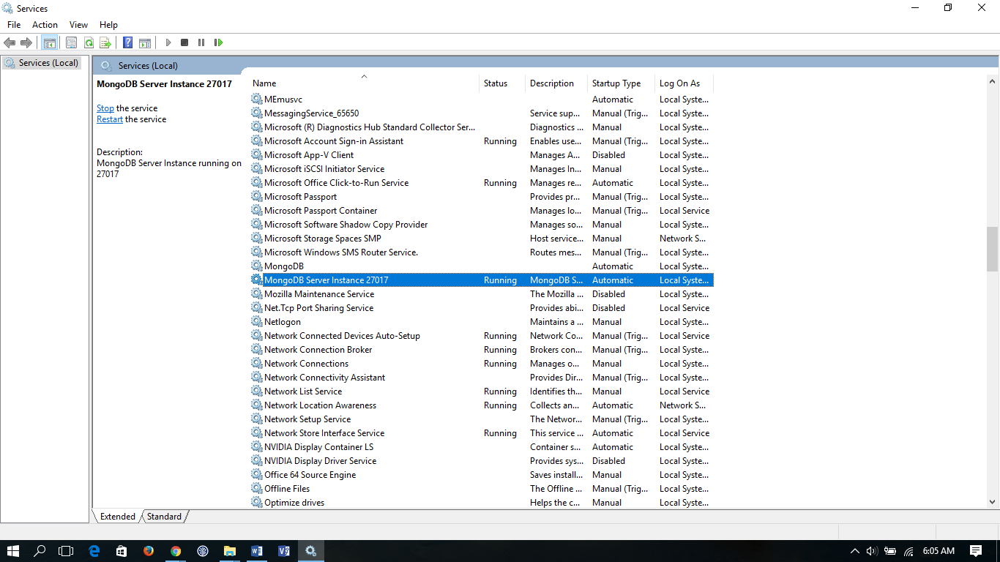 Services
File Action View Help
Services (Local)
Services (Local)
MongoDB Server Instance 27017
Stop the service
Restart the service
Description:
MongoDB Server Instance running on
27017
Name Status Description Startup Type Log On As
MEmusvc Automatic Local Syste...
MessagingService_65650 Service sup... Manual (Trig... Local Syste...
Microsoft (R) Diagnostics Hub Standard Collector Ser... Diagnostics ... Manual Local Syste...
Microsoft Account Sign-in Assistant Running Enables use... Manual (Trig... Local Syste...
Microsoft App-V Client Manages A... Disabled Local Syste...
Microsoft iSCSI Initiator Service Manages In... Manual Local Syste...
Microsoft Office Click-to-Run Service Running Manages re... Automatic Local Syste...
Microsoft Passport Provides pr... Manual (Trig... Local Syste...
Microsoft Passport Container Manages lo... Manual (Trig... Local Service
Microsoft Software Shadow Copy Provider Manages so... Manual Local Syste...
Microsoft Storage Spaces SMP Host service... Manual Network S...
Microsoft Windows SMS Router Service. Routes mes... Manual (Trig... Local Syste...
MongoDB Automatic Local Syste...
MongoDB Server Instance 27017 Running MongoDB S... Automatic Local Syste...
Mozilla Maintenance Service The Mozilla ... Disabled Local Syste...
Net.Tcp Port Sharing Service Provides abi... Disabled Local Service
Netlogon Maintains a ... Manual Local Syste...
Network Connected Devices Auto-Setup Running Network Co... Manual (Trig... Local Service
Network Connection Broker Running Brokers con... Manual (Trig... Local Syste...
Network Connections Running Manages o... Manual Local Syste...
Network Connectivity Assistant Provides Dir... Manual (Trig... Local Syste...
Network List Service Running Identifies th... Manual Local Service
Network Location Awareness Running Collects an... Automatic Network S...
Network Setup Service The Networ... Manual (Trig... Local Syste...
Network Store Interface Service Running This service ... Automatic Local Service
NVIDIA Display Container LS Container s... Automatic Local Syste...
NVIDIA Display Driver Service Provides sys... Disabled Local Syste...
Office 64 Source Engine Saves install... Manual Local Syste...
Offline Files The Offline ... Manual (Trig... Local Syste...
Optimize drives Helps the c... Manual Local Syste...
Extended Standard
6:05 AM